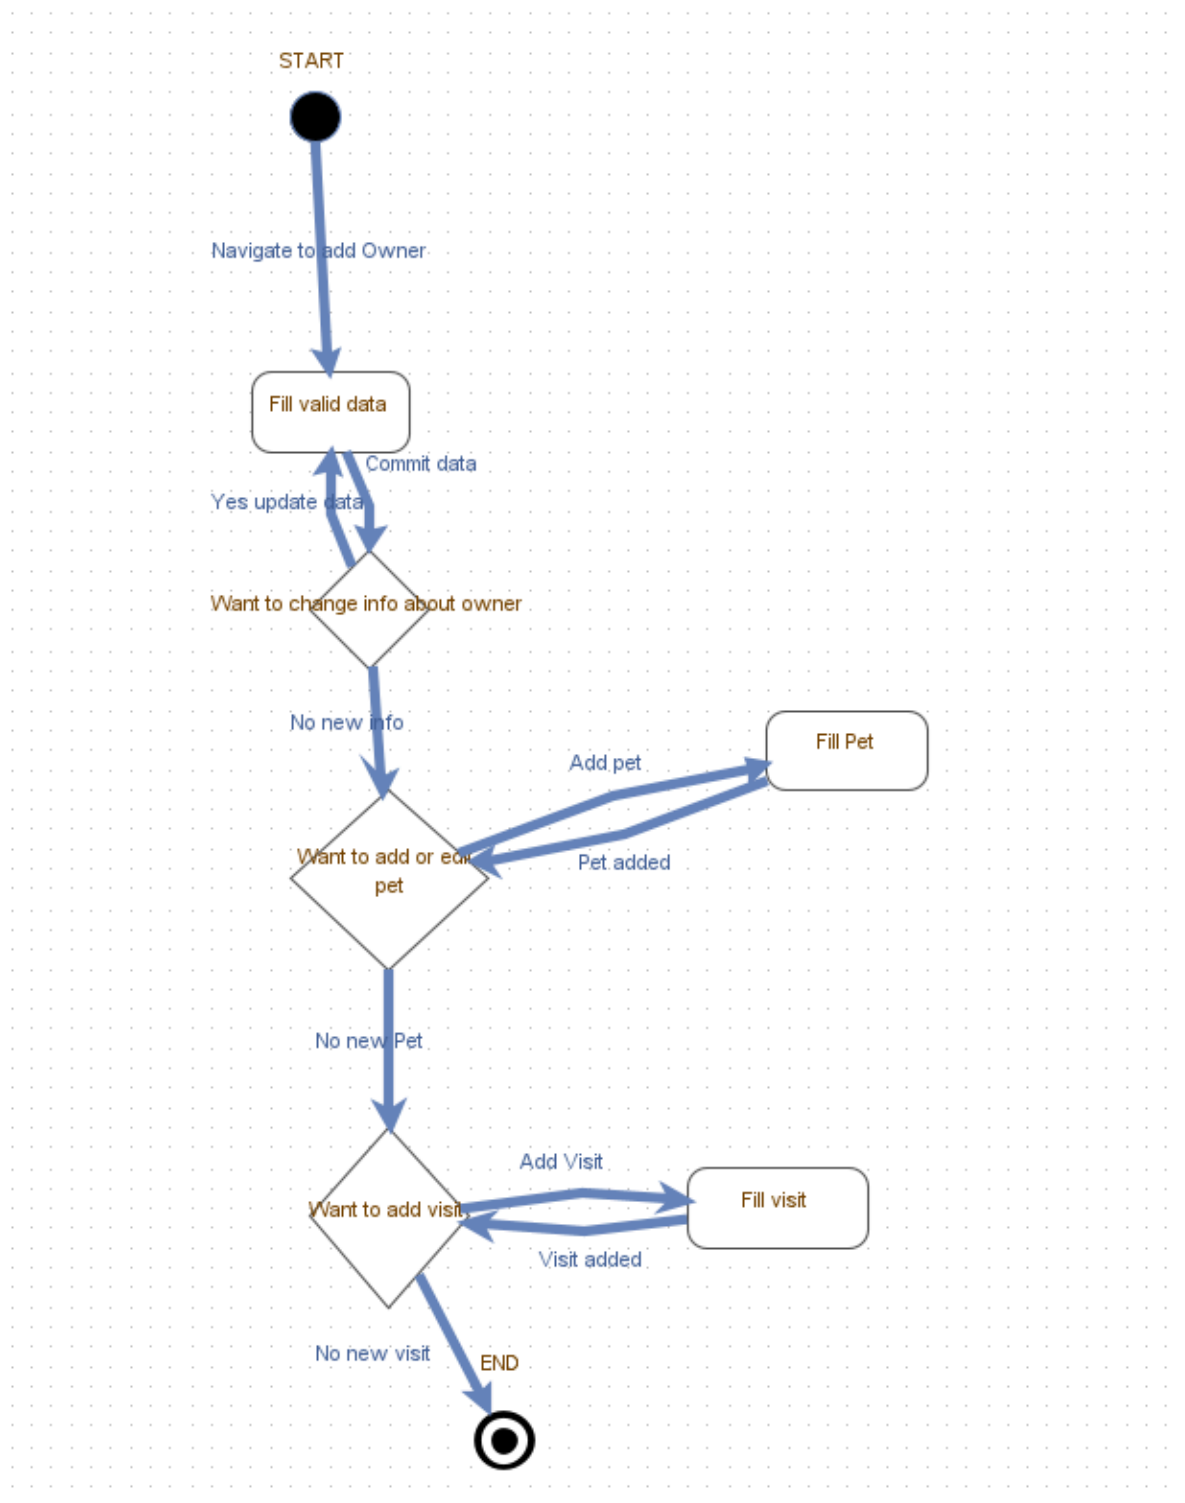 START
Navigate to add Owner
Fill valid data
Commit data
Yes update data
Want to change info about owner
No new info
Fill Pet
Add pet
Want to add or edit
pet
Pet added
No new Pet
Add Visit
Fill visit
Want to add visit
Visit added
No new visit
END